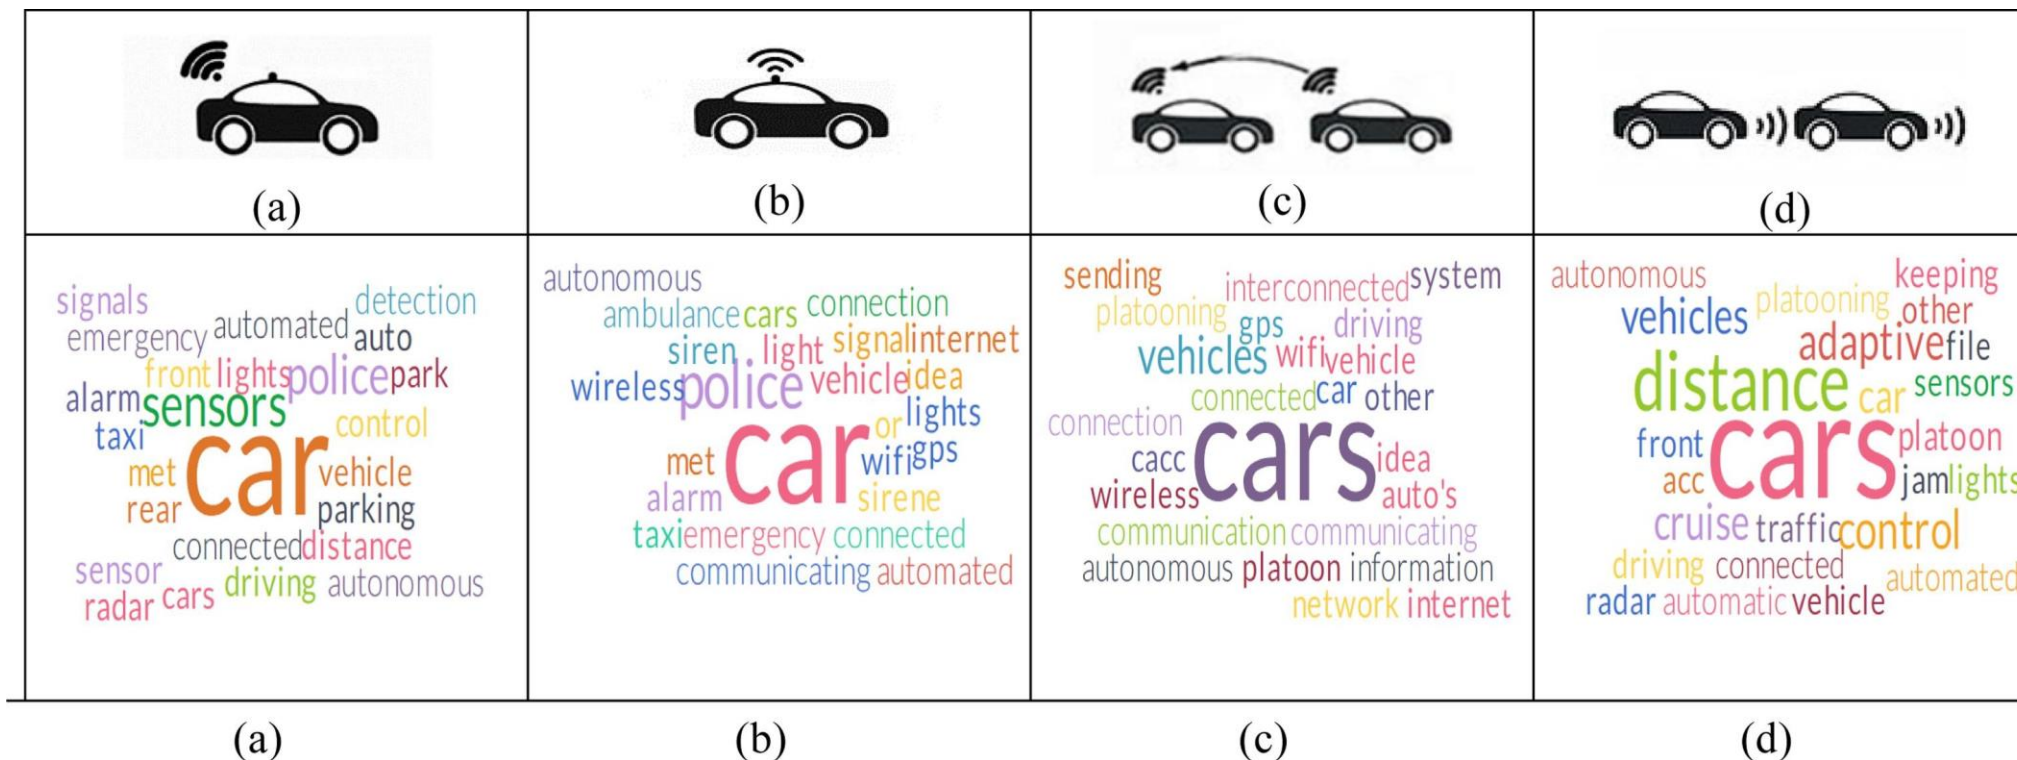 (a)
(b)
(c)
(d)
signals
detection
emergency automated auto
front lights police park
alarm sensors
taxi
control
met car vehicle
rear
parking
connected distance
sensor
radar cars driving autonomous
autonomous
ambulance cars connection
siren light signal internet
wireless police vehicle idea
or lights
met car wifi gps
alarm sirene
taxi emergency connected
communicating automated
sending interconnected system
platooning gps driving
vehicles wifi vehicle
connected car other
connection
cacc cars idea
wireless auto's
communication communicating
autonomous platoon information
network internet
autonomous keeping
vehicles platooning other
adaptive file
distance car sensors
front cars platoon
acc jam lights
cruise traffic control
driving connected automated
radar automatic vehicle
(a)
(b)
(c)
(d)